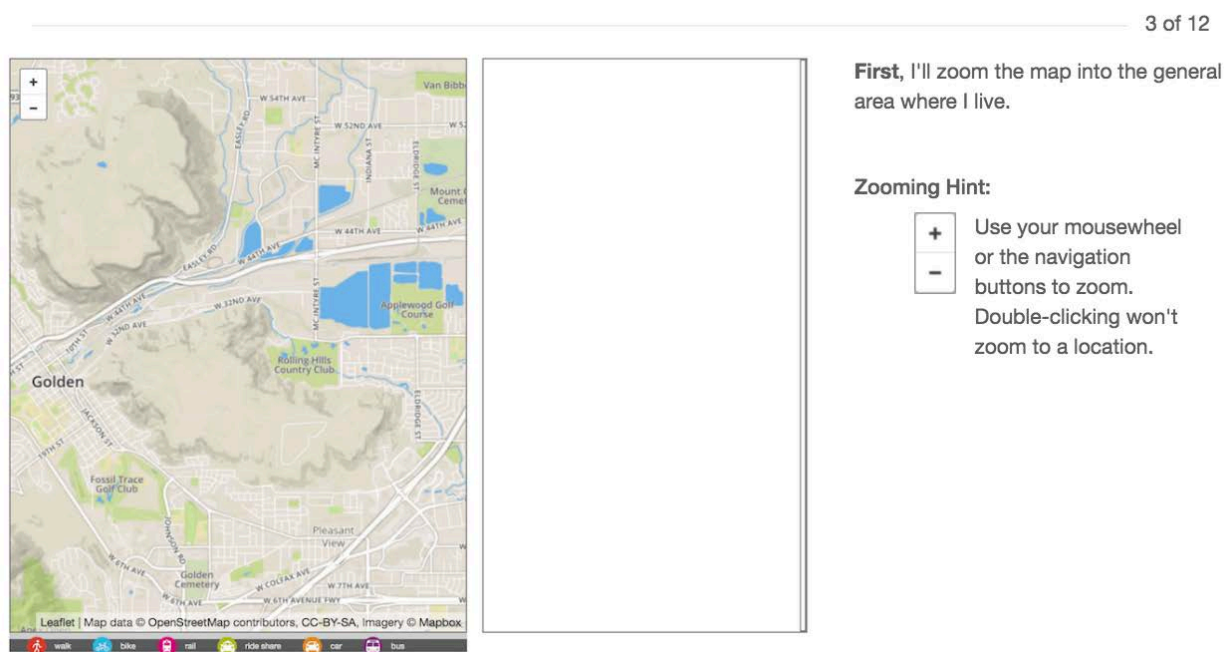 3 of 12
+
−
W 54TH AVE
EASLEY RD
MC INTYRE ST
W 52ND AVE
INDIANA ST
ELDRIDGE ST
W 44TH AVE
W 44TH AVE
EASLEY RD
W 44TH AVE
W 44TH AVE
W 32ND AVE
MC INTYRE ST
Applewood Golf
Course
W 32ND AVE
10TH ST
Rolling Hills
Country Club
Golden
JACKSON ST
ELDRIDGE ST
19TH ST
Fossil Trace
Golf Club
JOHNSON RD
Pleasant
View
W 6TH AVE
Golden
Cemetery
W COLFAX AVE
W 7TH AVE
W 6TH AVE
W 6TH AVENUE FWY
Leaflet | Map data © OpenStreetMap contributors, CC-BY-SA, Imagery © Mapbox
walk bike rail ride share car bus
First, I'll zoom the map into the general
area where I live.
Zooming Hint:
+
−
Use your mousewheel
or the navigation
buttons to zoom.
Double-clicking won't
zoom to a location.